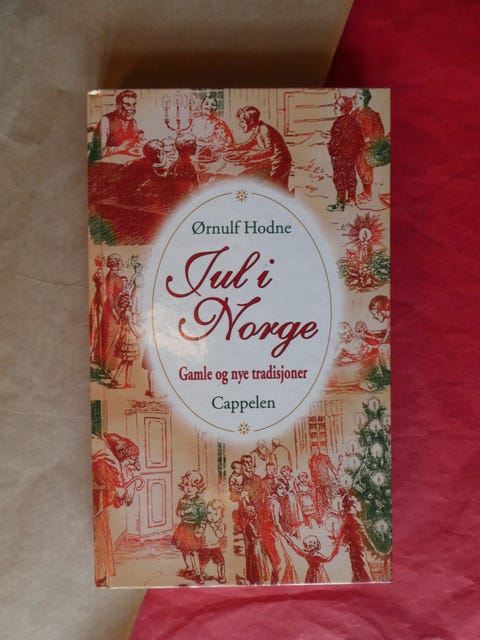 Ørnulf Hodne
Jul i
Norge
Gamle og nye tradisjoner
Cappelen